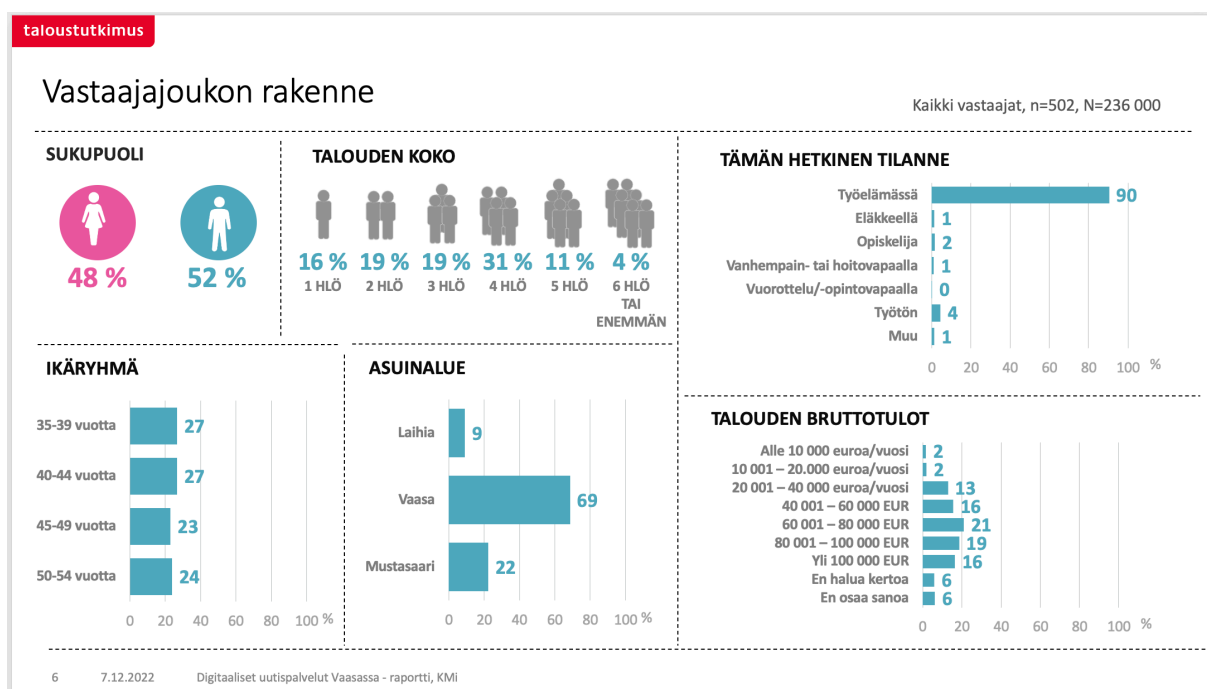 taloustutkimus
Vastaajajoukon rakenne
Kaikki vastaajat, n=502, N=236 000
SUKUPUOLI
48 %
52 %
TALOUDEN KOKO
16 % 19 % 19 % 31 % 11 % 4 %
1 HLÖ 2 HLÖ 3 HLÖ 4 HLÖ 5 HLÖ 6 HLÖ
TAI
ENEMMÄN
TÄMÄN HETKINEN TILANNE
Työelämässä 90
Eläkkeellä 1
Opiskelija 2
Vanhempain- tai hoitovapaalla 1
Vuorottelu/-opintovapaalla 0
Työtön 4
Muu 1
0 20 40 60 80 100 %
IKÄRYHMÄ
35-39 vuotta 27
40-44 vuotta 27
45-49 vuotta 23
50-54 vuotta 24
0 20 40 60 80 100 %
ASUINALUE
Laihia 9
Vaasa 69
Mustasaari 22
0 20 40 60 80 100 %
TALOUDEN BRUTTOTULOT
Alle 10 000 euroa/vuosi 2
10 001 – 20.000 euroa/vuosi 2
20 001 – 40 000 euroa/vuosi 13
40 001 – 60 000 EUR 16
60 001 – 80 000 EUR 21
80 001 – 100 000 EUR 19
Yli 100 000 EUR 16
En halua kertoa 6
En osaa sanoa 6
0 20 40 60 80 100 %
6 7.12.2022 Digitaaliset uutispalvelut Vaasassa - raportti, KMi